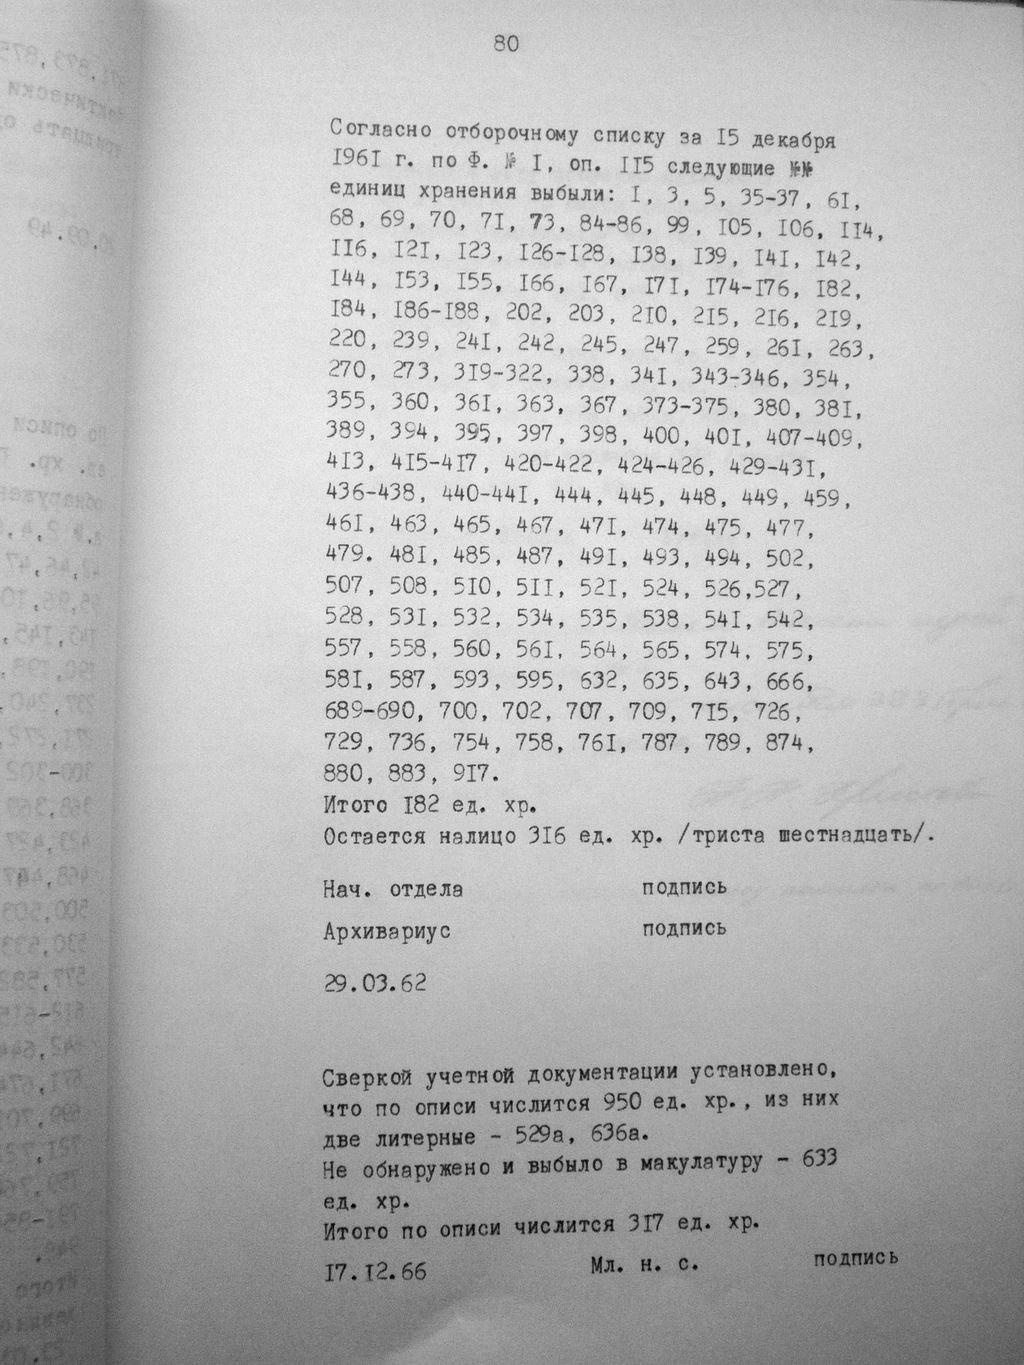 80
Согласно отборочному списку за I5 декабря
I96I г. по Ф. № I, оп. II5 следующие №№
единиц хранения выбыли: I, 3, 5, 35-37, 6I,
68, 69, 70, 7I, 73, 84-86, 99, I05, I06, II4,
II6, I2I, I23, I26-I28, I38, I39, I4I, I42,
I44, I53, I55, I66, I67, I7I, I74-I76, I82,
I84, I86-I88, 202, 203, 2I0, 2I5, 2I6, 2I9,
220, 239, 24I, 242, 245, 247, 259, 26I, 263,
270, 273, 3I9-322, 338, 34I, 343-346, 354,
355, 360, 36I, 363, 367, 373-375, 380, 38I,
389, 394, 395, 397, 398, 400, 40I, 407-409,
4I3, 4I5-4I7, 420-422, 424-426, 429-43I,
436-438, 440-44I, 444, 445, 448, 449, 459,
46I, 463, 465, 467, 47I, 474, 475, 477,
479. 48I, 485, 487, 49I, 493, 494, 502,
507, 508, 5I0, 5II, 52I, 524, 526,527,
528, 53I, 532, 534, 535, 538, 54I, 542,
557, 558, 560, 56I, 564, 565, 574, 575,
58I, 587, 593, 595, 632, 635, 643, 666,
689-690, 700, 702, 707, 709, 7I5, 726,
729, 736, 754, 758, 76I, 787, 789, 874,
880, 883, 9I7.
Итого I82 ед. хр.
Остается налицо 3I6 ед. хр. /триста шестнадцать/.
Нач. отдела подпись
Архивариус подпись
29.03.62
Сверкой учетной документации установлено,
что по описи числится 950 ед. хр., из них
две литерные - 529а, 636а.
Не обнаружено и выбыло в макулатуру - 633
ед. хр.
Итого по описи числится 3I7 ед. хр.
I7.I2.66 Мл. н. с. подпись